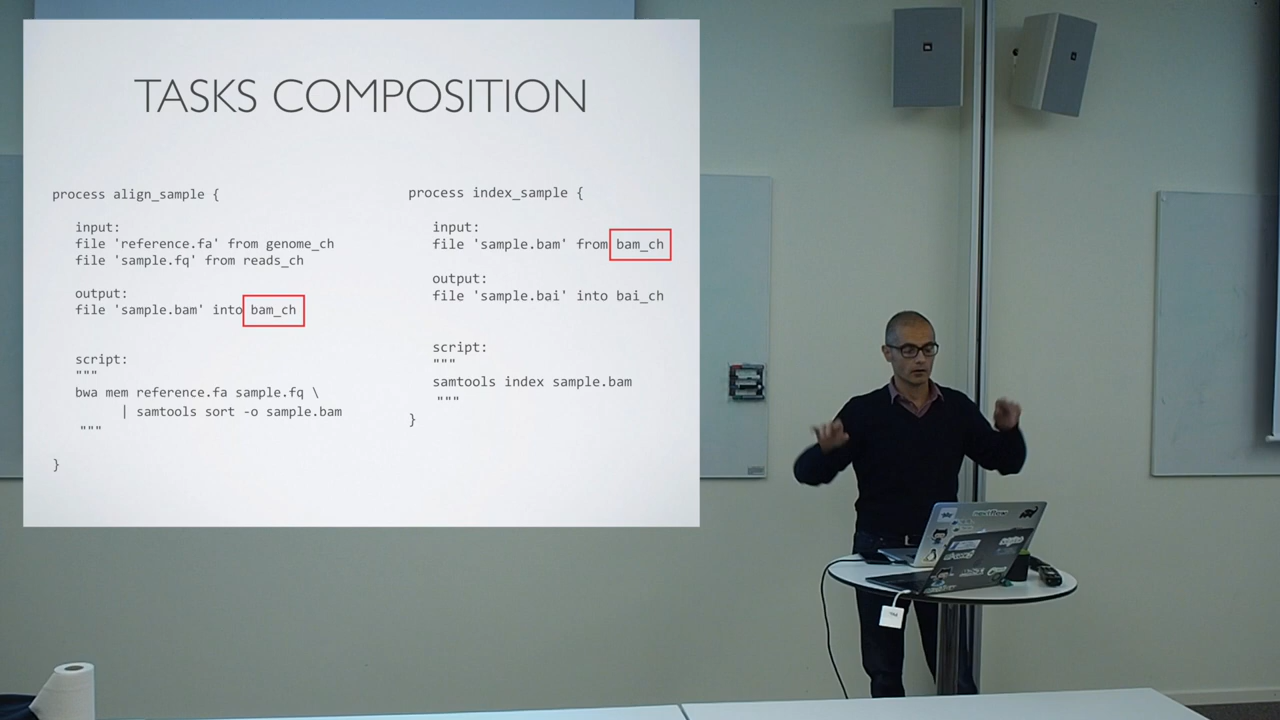 TASKS COMPOSITION
process align_sample {
input:
file 'reference.fa' from genome_ch
file 'sample.fq' from reads_ch
output:
file 'sample.bam' into bam_ch
script:
"""
bwa mem reference.fa sample.fq \
| samtools sort -o sample.bam
"""
}
process index_sample {
input:
file 'sample.bam' from bam_ch
output:
file 'sample.bai' into bai_ch
script:
"""
samtools index sample.bam
"""
}
JBL
nextflow